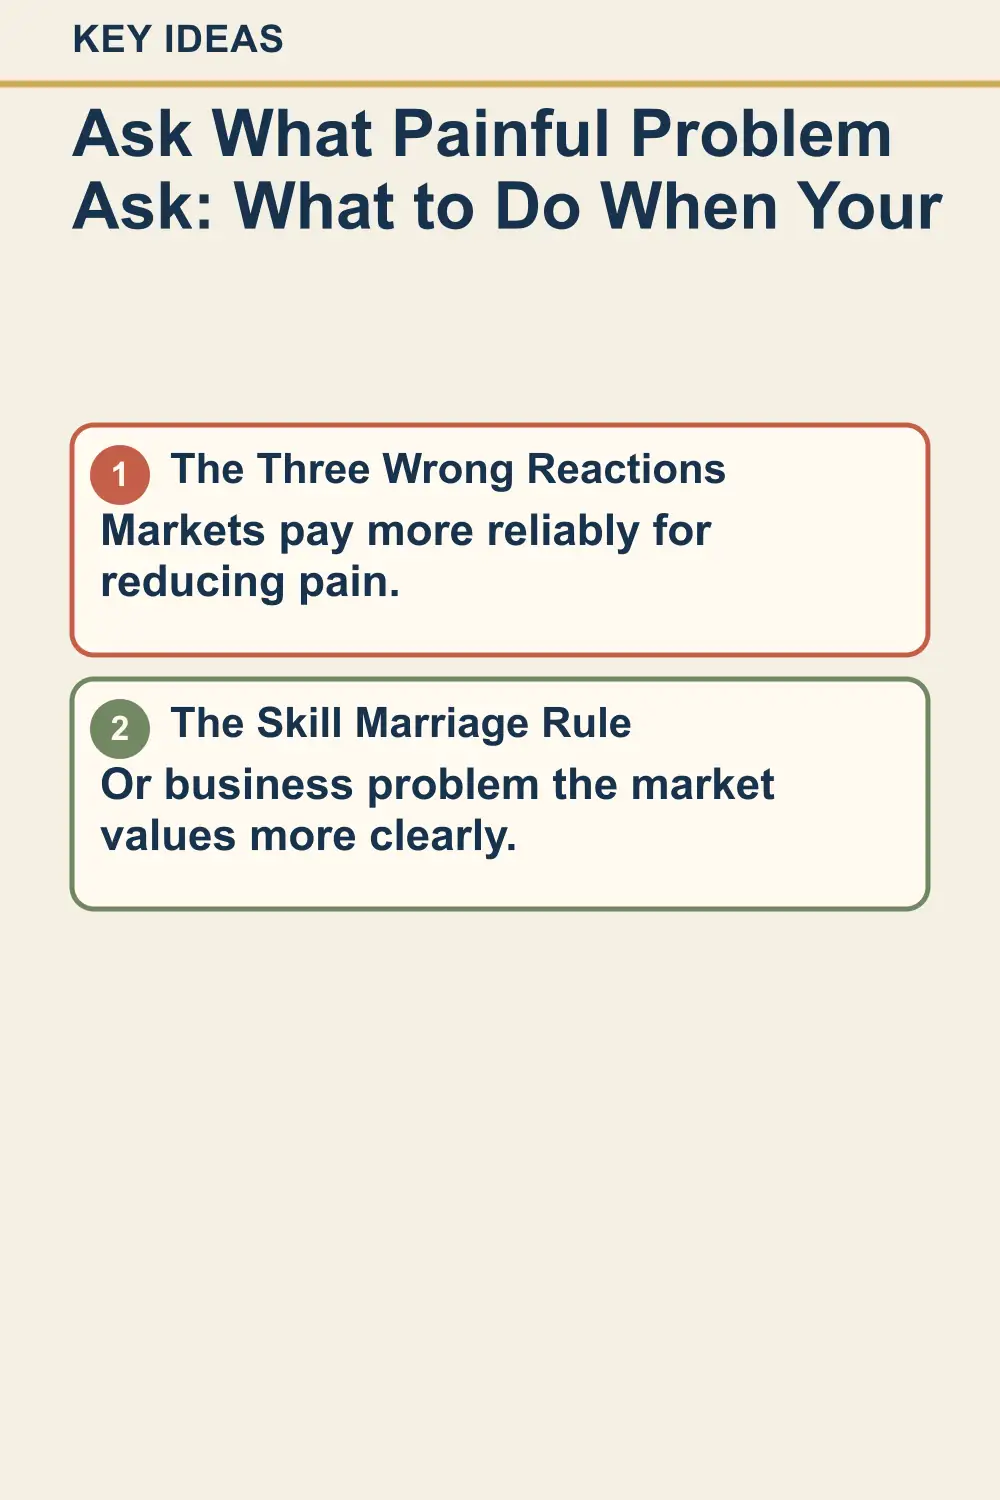 KEY IDEAS
Ask What Painful Problem
Ask: What to Do When Your
1 The Three Wrong Reactions
Markets pay more reliably for
reducing pain.
2 The Skill Marriage Rule
Or business problem the market
values more clearly.